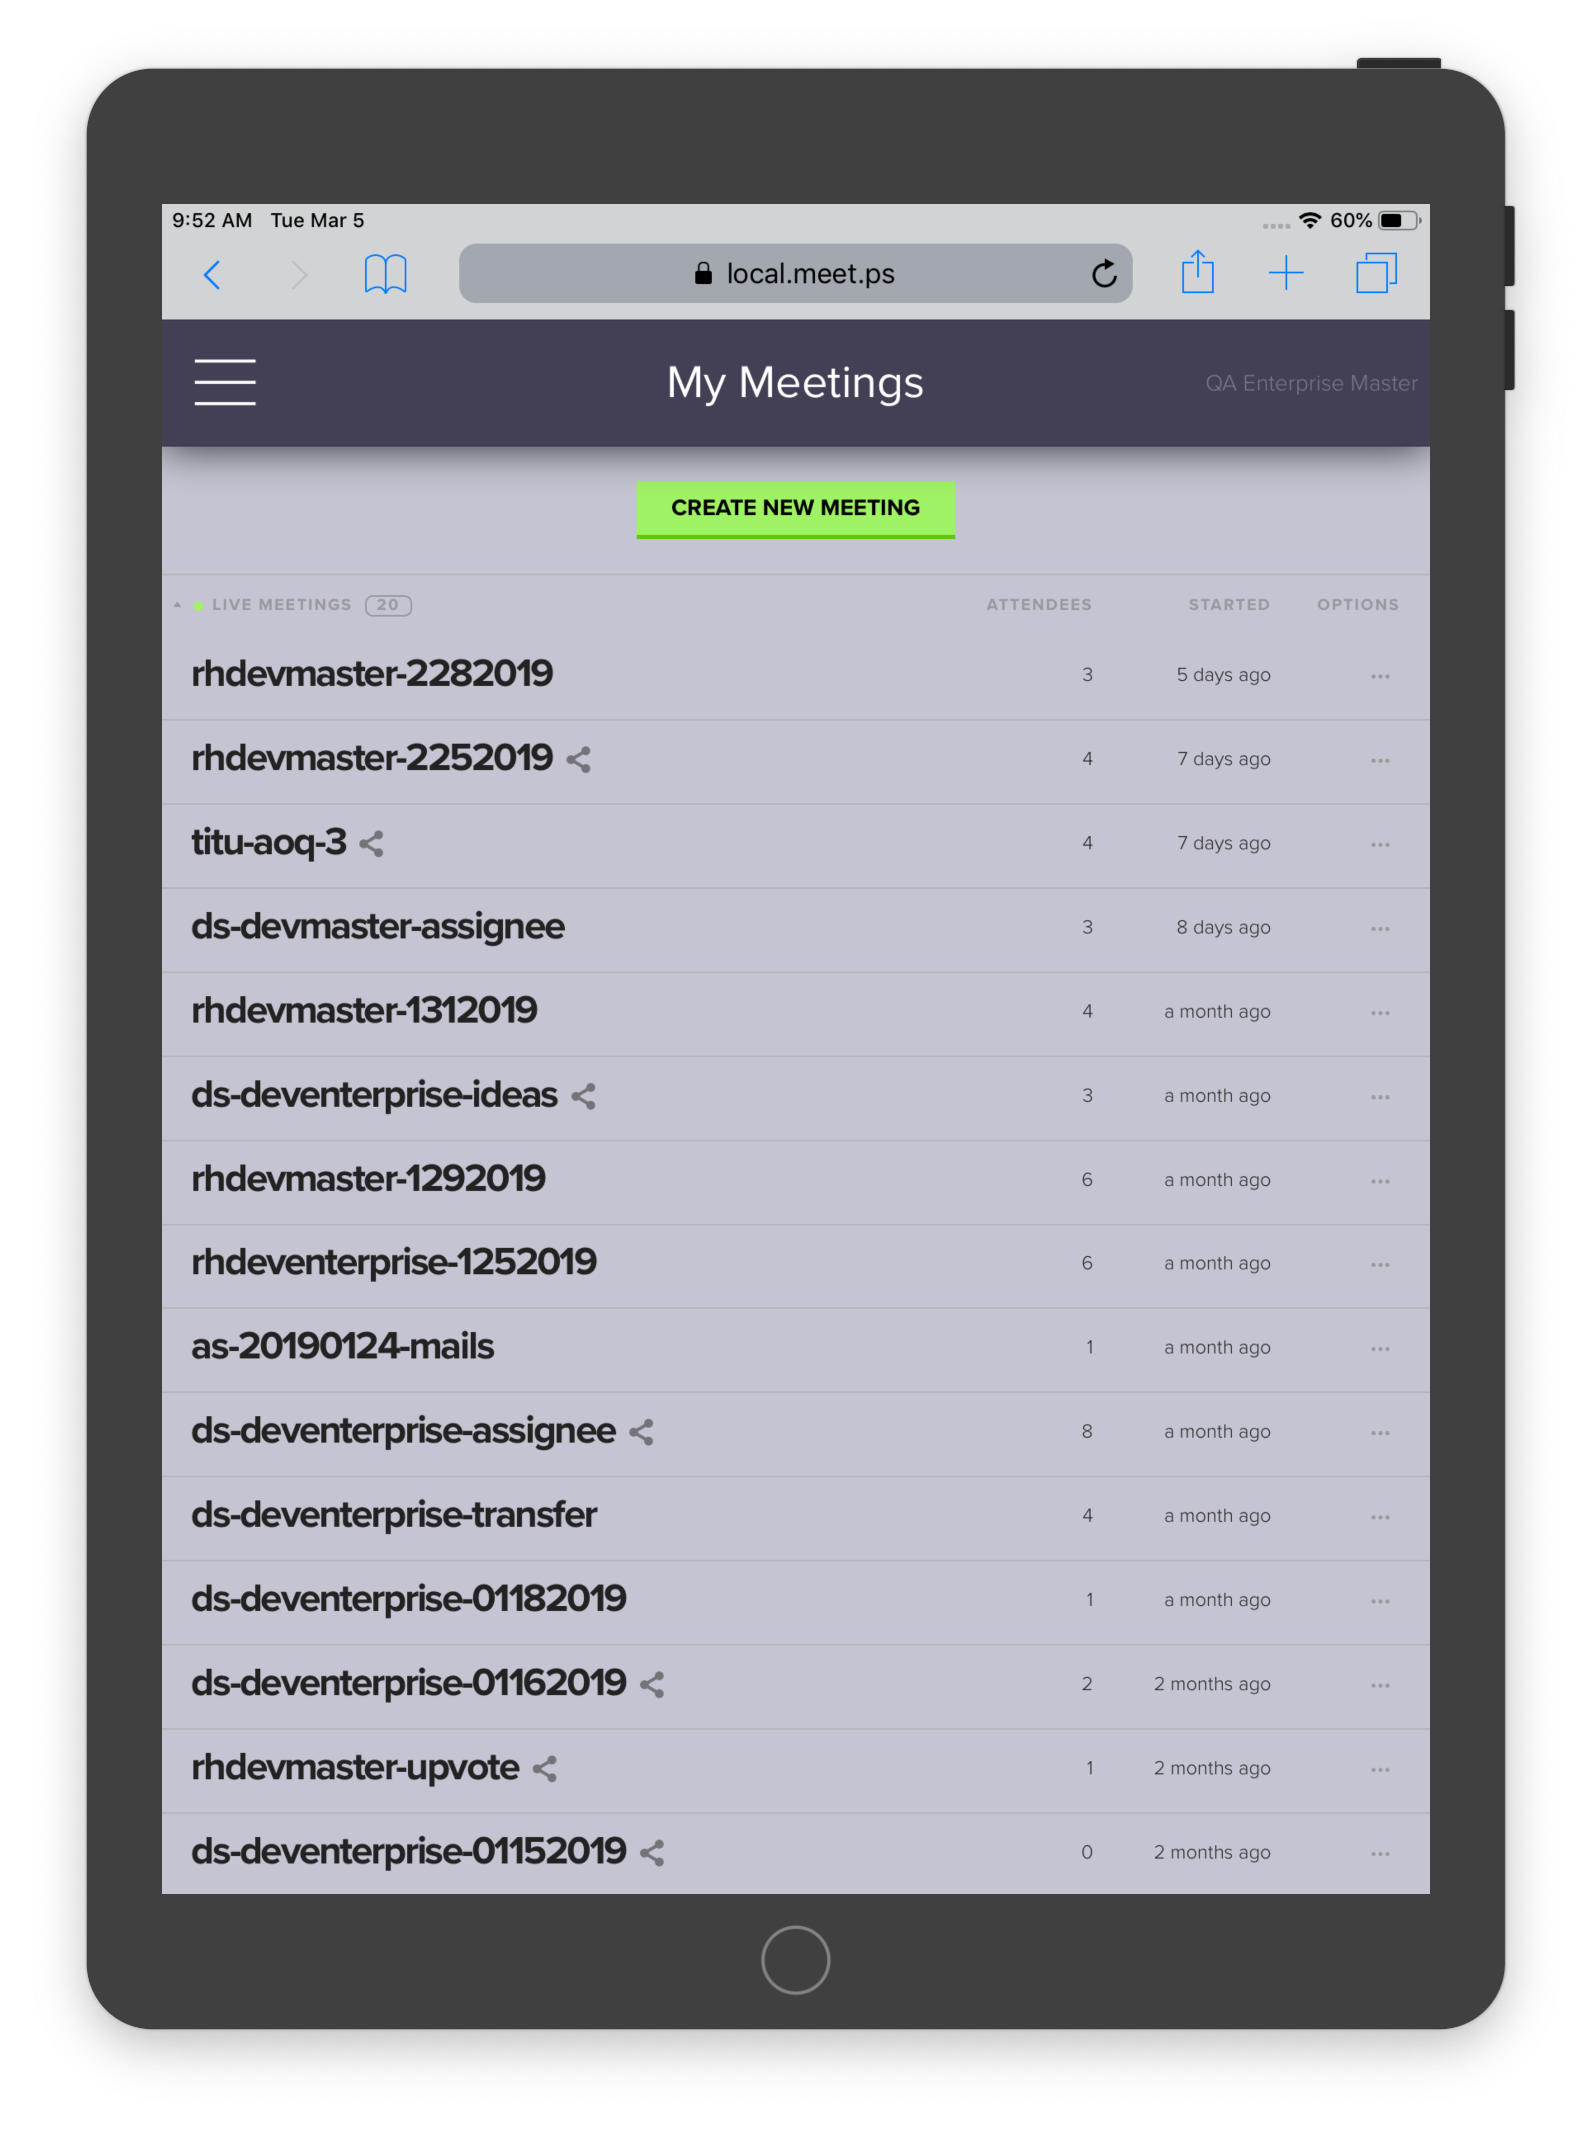 9:52 AM Tue Mar 5 60%
local.meet.ps
My Meetings QA Enterprise Master
CREATE NEW MEETING
LIVE MEETINGS 20 ATTENDEES STARTED OPTIONS
rhdevmaster-2282019 3 5 days ago ...
rhdevmaster-2252019 4 7 days ago ...
titu-aoq-3 4 7 days ago ...
ds-devmaster-assignee 3 8 days ago ...
rhdevmaster-1312019 4 a month ago ...
ds-deventerprise-ideas 3 a month ago ...
rhdevmaster-1292019 6 a month ago ...
rhdeventerprise-1252019 6 a month ago ...
as-20190124-mails 1 a month ago ...
ds-deventerprise-assignee 8 a month ago ...
ds-deventerprise-transfer 4 a month ago ...
ds-deventerprise-01182019 1 a month ago ...
ds-deventerprise-01162019 2 2 months ago ...
rhdevmaster-upvote 1 2 months ago ...
ds-deventerprise-01152019 0 2 months ago ...